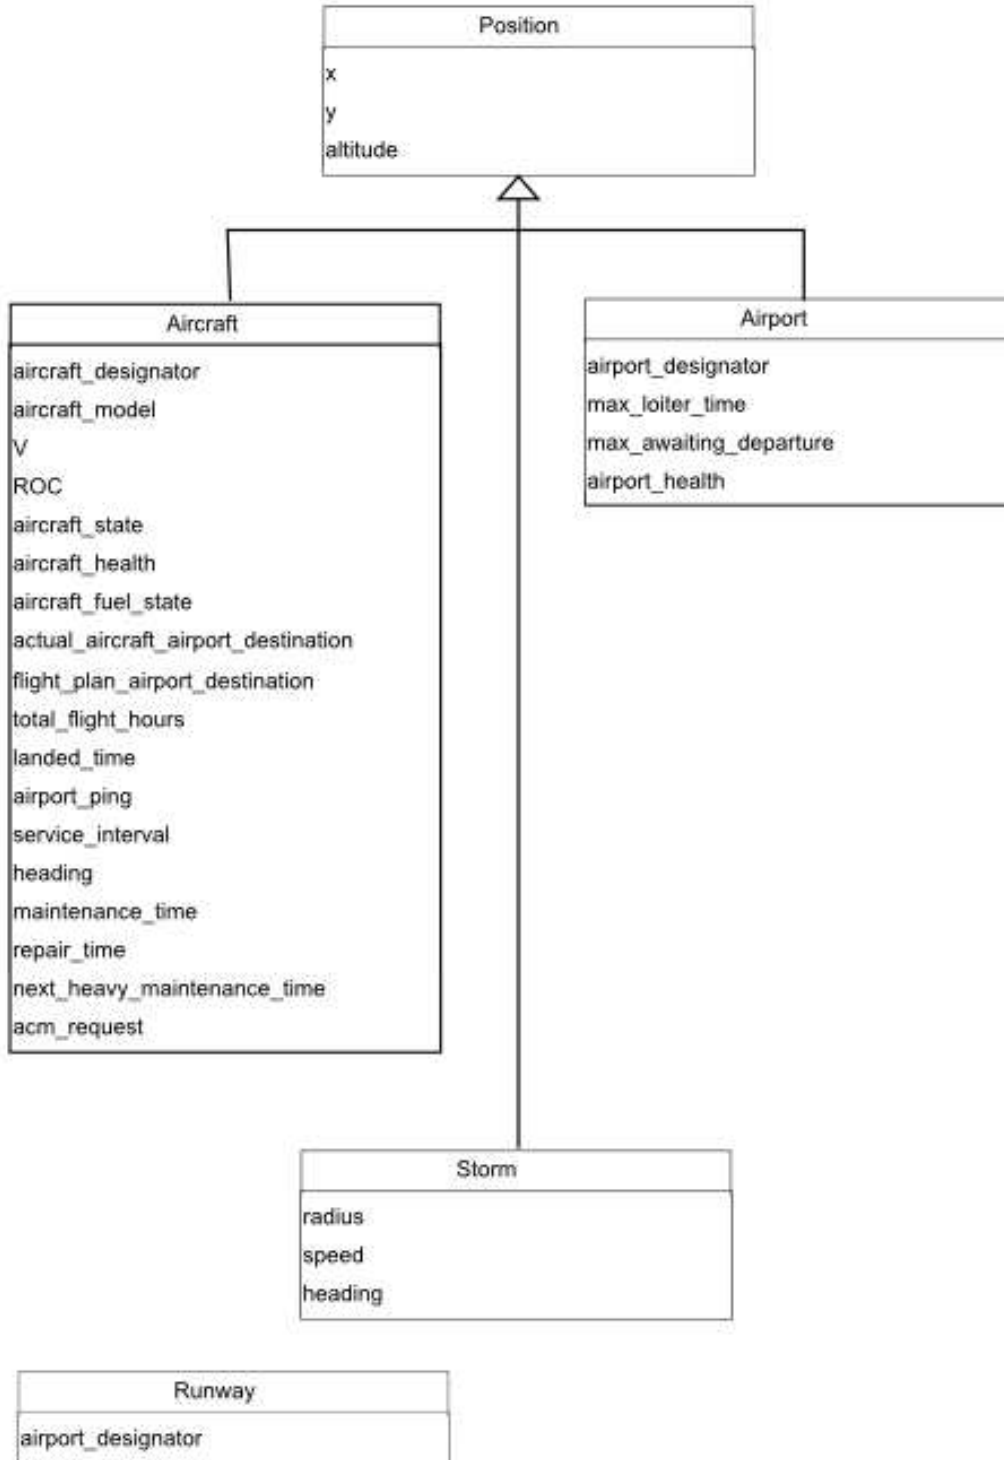 Position
x
y
altitude
Aircraft
aircraft_designator
aircraft_model
V
ROC
aircraft_state
aircraft_health
aircraft_fuel_state
actual_aircraft_airport_destination
flight_plan_airport_destination
total_flight_hours
landed_time
airport_ping
service_interval
heading
maintenance_time
repair_time
next_heavy_maintenance_time
acm_request
Airport
airport_designator
max_loiter_time
max_awaiting_departure
airport_health
Storm
radius
speed
heading
Runway
airport_designator